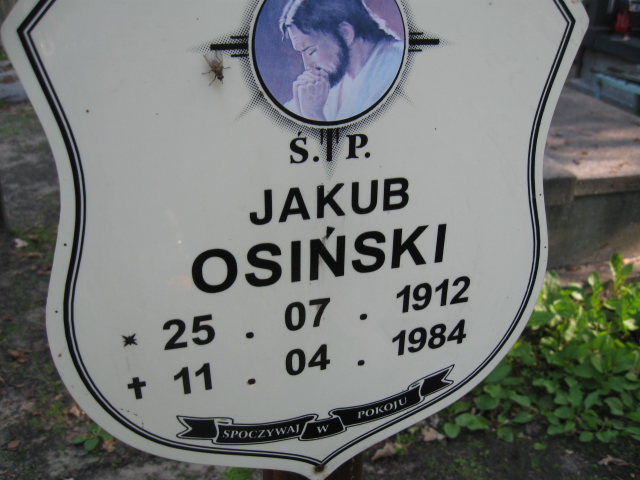 Ś. P.
JAKUB
OSIŃSKI
* 25 . 07 . 1912
† 11 . 04 . 1984
SPOCZYWAJ W POKOJU